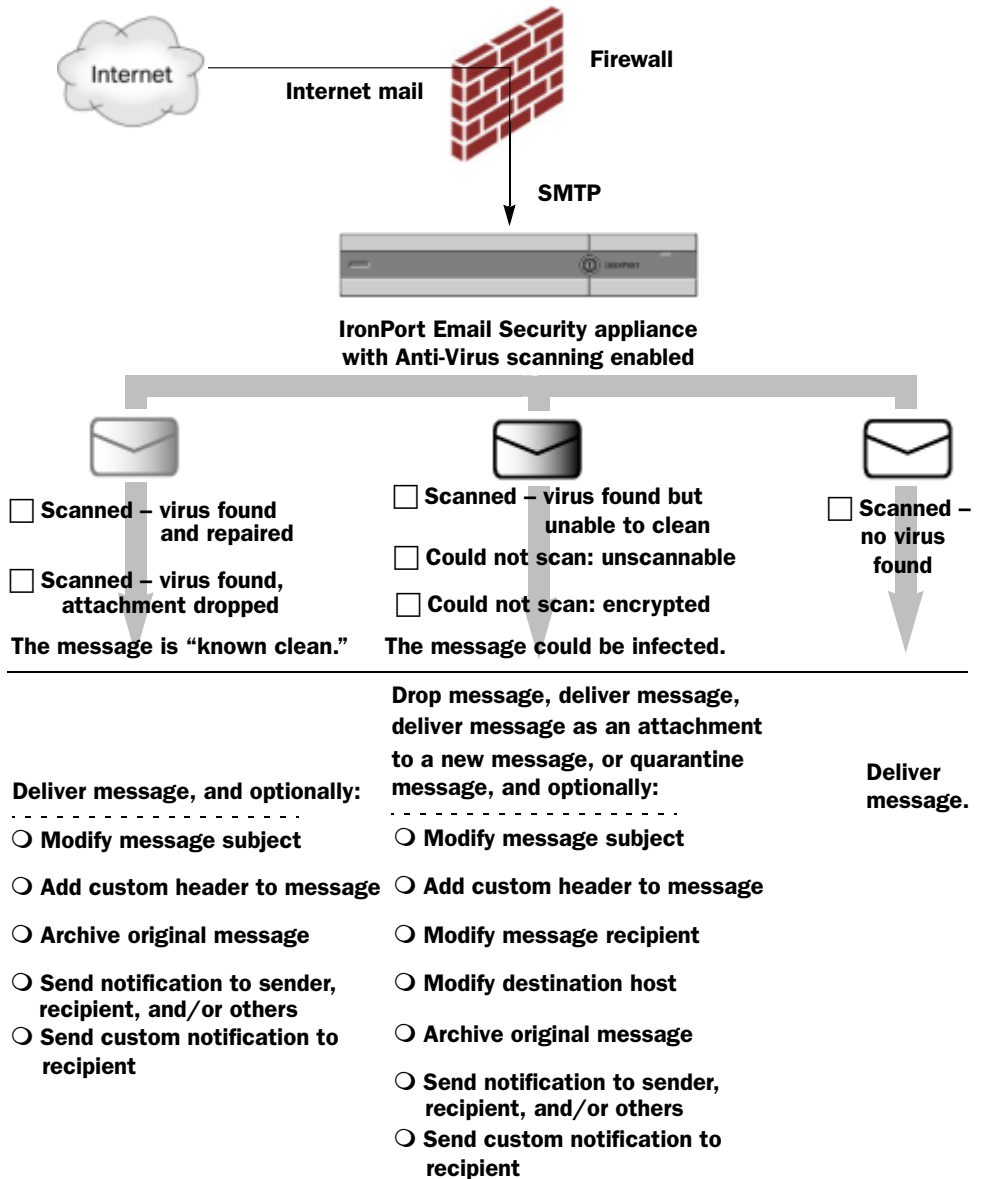 Internet
Internet mail
Firewall
SMTP
IRONPORT
IronPort Email Security appliance
with Anti-Virus scanning enabled
Scanned – virus found
and repaired
Scanned – virus found,
attachment dropped
The message is “known clean.”
Scanned – virus found but
unable to clean
Could not scan: unscannable
Could not scan: encrypted
The message could be infected.
Scanned –
no virus
found
Deliver message, and optionally:
Modify message subject
Add custom header to message
Archive original message
Send notification to sender,
recipient, and/or others
Send custom notification to
recipient
Drop message, deliver message,
deliver message as an attachment
to a new message, or quarantine
message, and optionally:
Modify message subject
Add custom header to message
Modify message recipient
Modify destination host
Archive original message
Send notification to sender,
recipient, and/or others
Send custom notification to
recipient
Deliver
message.